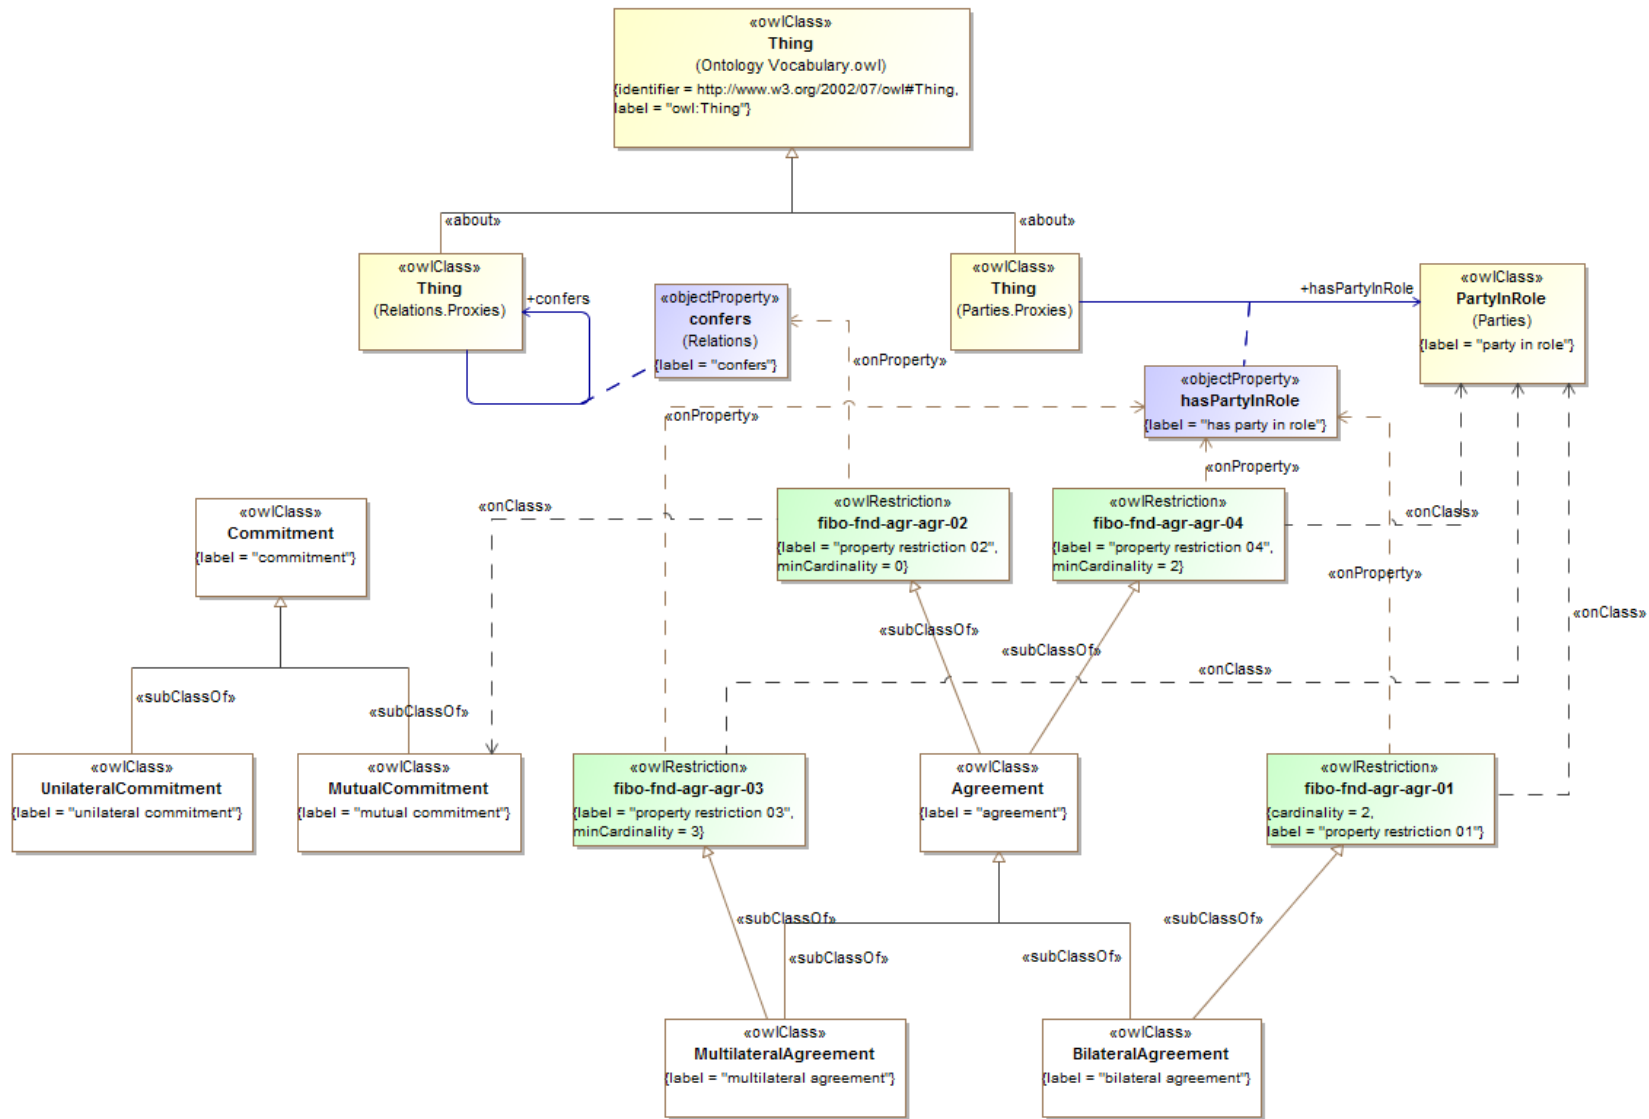 «owlClass»
Thing
(Ontology Vocabulary.owl)
{identifier = http://www.w3.org/2002/07/owl#Thing,
label = "owl:Thing"}
«about»
«about»
«owlClass»
Thing
(Relations.Proxies)
+confers
«objectProperty»
confers
(Relations)
{label = "confers"}
«owlClass»
Thing
(Parties.Proxies)
+hasPartyInRole
«owlClass»
PartyInRole
(Parties)
{label = "party in role"}
«onProperty»
«objectProperty»
hasPartyInRole
{label = "has party in role"}
«onProperty»
«onProperty»
«owlClass»
Commitment
{label = "commitment"}
«onClass»
«owlRestriction»
fibo-fnd-agr-agr-02
{label = "property restriction 02",
minCardinality = 0}
«owlRestriction»
fibo-fnd-agr-agr-04
{label = "property restriction 04",
minCardinality = 2}
«onClass»
«onProperty»
«onClass»
«subClassOf»
«subClassOf»
«onClass»
«subClassOf»
«subClassOf»
«owlClass»
UnilateralCommitment
{label = "unilateral commitment"}
«owlClass»
MutualCommitment
{label = "mutual commitment"}
«owlRestriction»
fibo-fnd-agr-agr-03
{label = "property restriction 03",
minCardinality = 3}
«owlClass»
Agreement
{label = "agreement"}
«owlRestriction»
fibo-fnd-agr-agr-01
{cardinality = 2,
label = "property restriction 01"}
«subClassOf»
«subClassOf»
«subClassOf»
«subClassOf»
«owlClass»
MultilateralAgreement
{label = "multilateral agreement"}
«owlClass»
BilateralAgreement
{label = "bilateral agreement"}